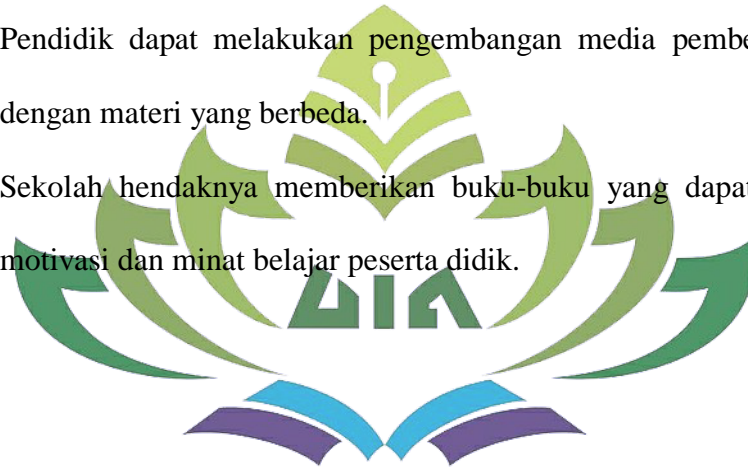 Pendidik dapat melakukan pengembangan media
dengan materi yang berbeda.
Sekolah hendaknya memberikan buku-buku yang dapat
motivasi dan minat belajar peserta didik.
UIN